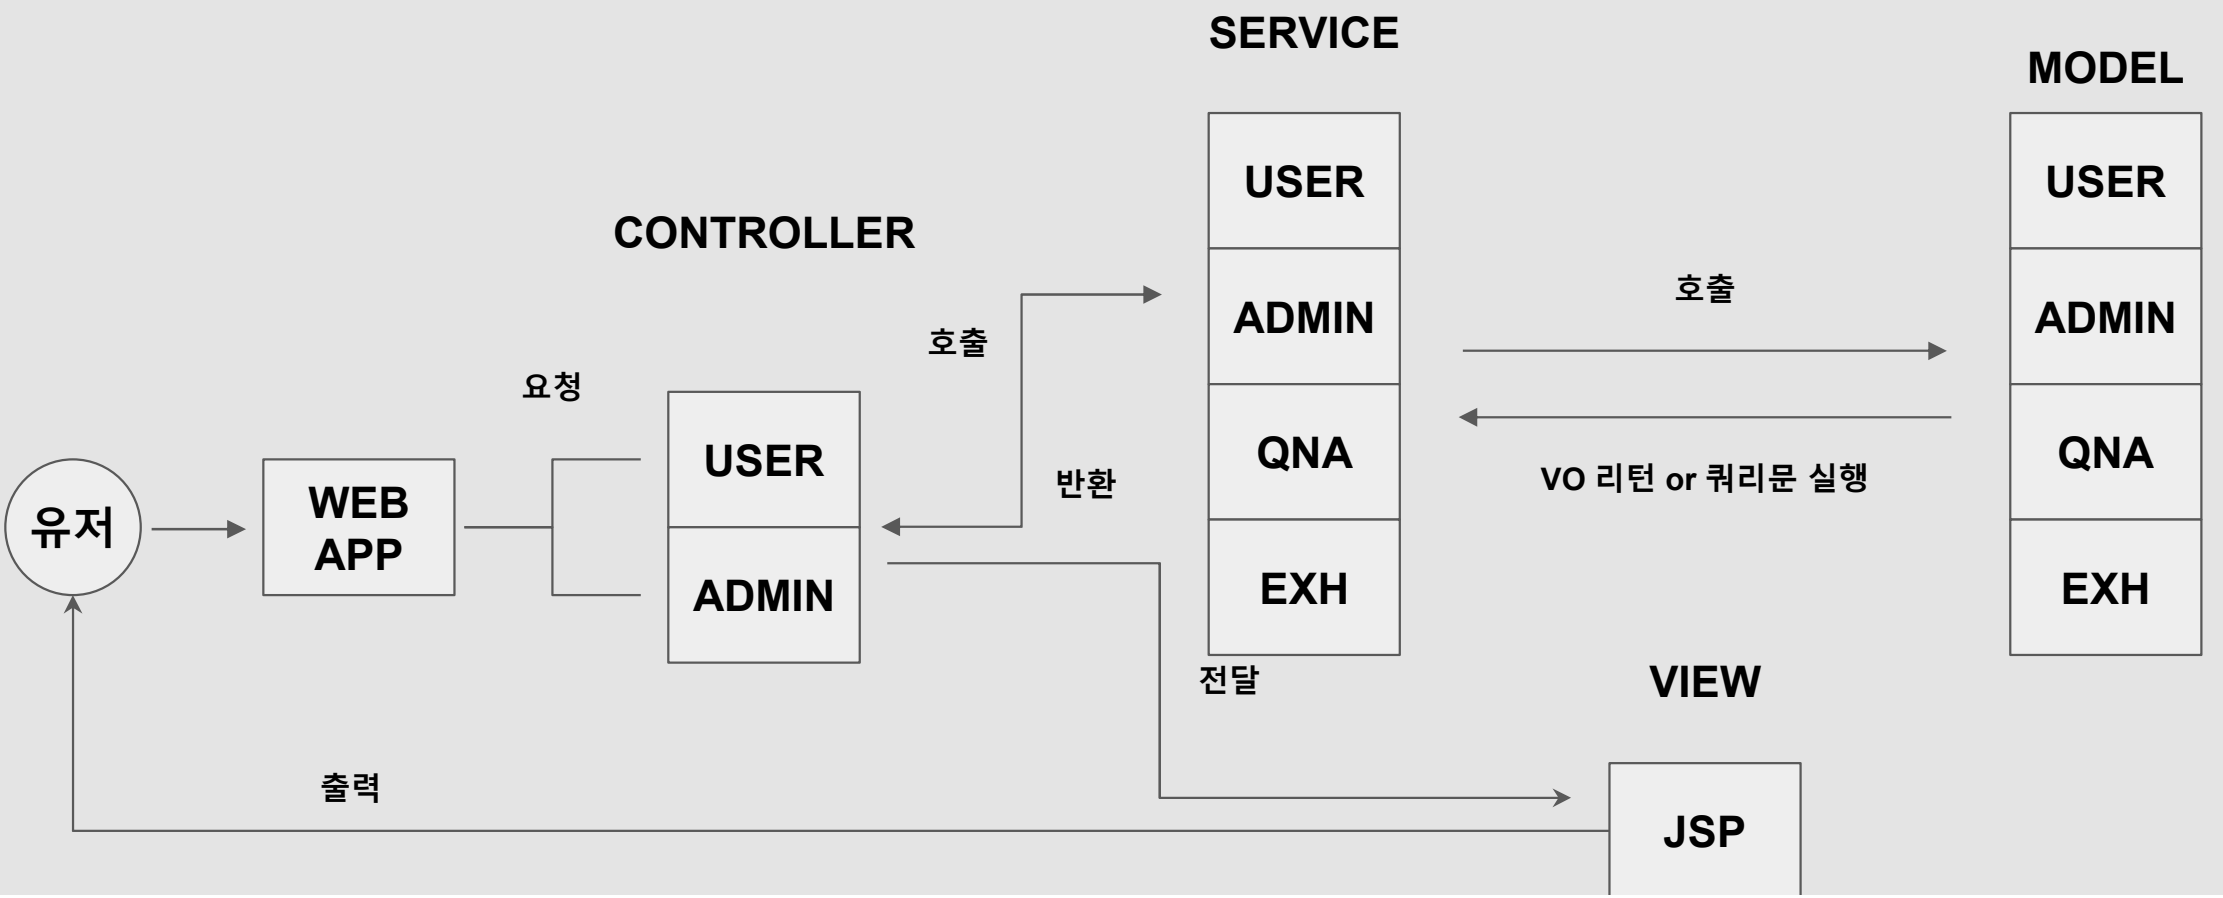 SERVICE
MODEL
CONTROLLER
USER
ADMIN
QNA
EXH
USER
ADMIN
QNA
EXH
호출
호출
요청
반환
VO 리턴 or 쿼리문 실행
USER
ADMIN
유저
WEB
APP
전달
VIEW
출력
JSP